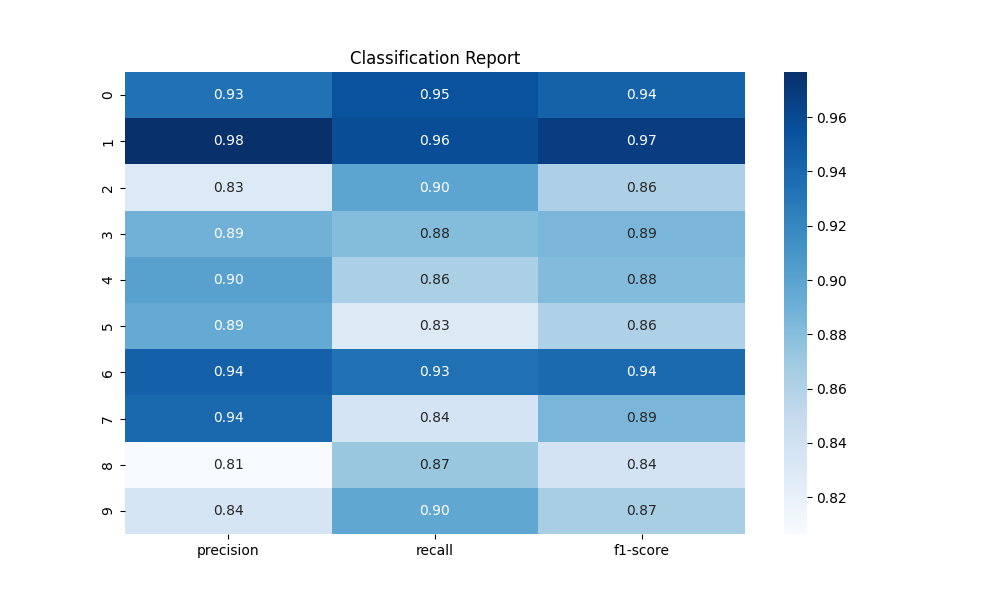 Classification Report
0 0.93 0.95 0.94
1 0.98 0.96 0.97
2 0.83 0.90 0.86
3 0.89 0.88 0.89
4 0.90 0.86 0.88
5 0.89 0.83 0.86
6 0.94 0.93 0.94
7 0.94 0.84 0.89
8 0.81 0.87 0.84
9 0.84 0.90 0.87
precision recall f1-score
0.96
0.94
0.92
0.90
0.88
0.86
0.84
0.82